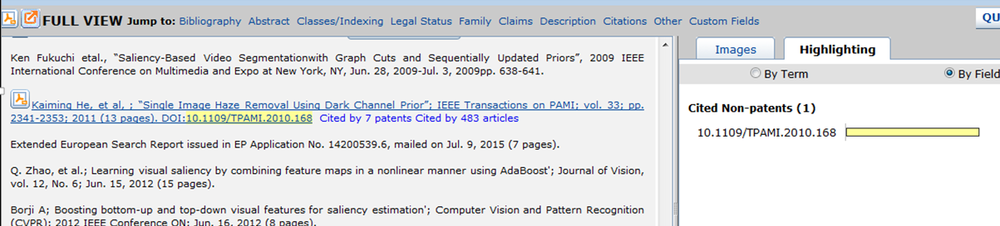 FULL VIEW Jump to: Bibliography Abstract Classes/Indexing Legal Status Family Claims Description Citations Other Custom Fields QU
Ken Fukuchi etal., “Saliency-Based Video Segmentationwith Graph Cuts and Sequentially Updated Priors”, 2009 IEEE
International Conference on Multimedia and Expo at New York, NY, Jun. 28, 2009-Jul. 3, 2009pp. 638-641.
Kaiming He, et al, ; “Single Image Haze Removal Using Dark Channel Prior”; IEEE Transactions on PAMI; vol. 33; pp.
2341-2353; 2011 (13 pages). DOI:10.1109/TPAMI.2010.168 Cited by 7 patents Cited by 483 articles
Extended European Search Report issued in EP Application No. 14200539.6, mailed on Jul. 9, 2015 (7 pages).
Q. Zhao, et al.; Learning visual saliency by combining feature maps in a nonlinear manner using AdaBoost'; Journal of Vision,
vol. 12, No. 6; Jun. 15, 2012 (15 pages).
Borji A; Boosting bottom-up and top-down visual features for saliency estimation'; Computer Vision and Pattern Recognition
(CVPR); 2012 IEEE Conference ON; Jun. 16, 2012 (8 pages).
Images Highlighting
By Term By Field
Cited Non-patents (1)
10.1109/TPAMI.2010.168